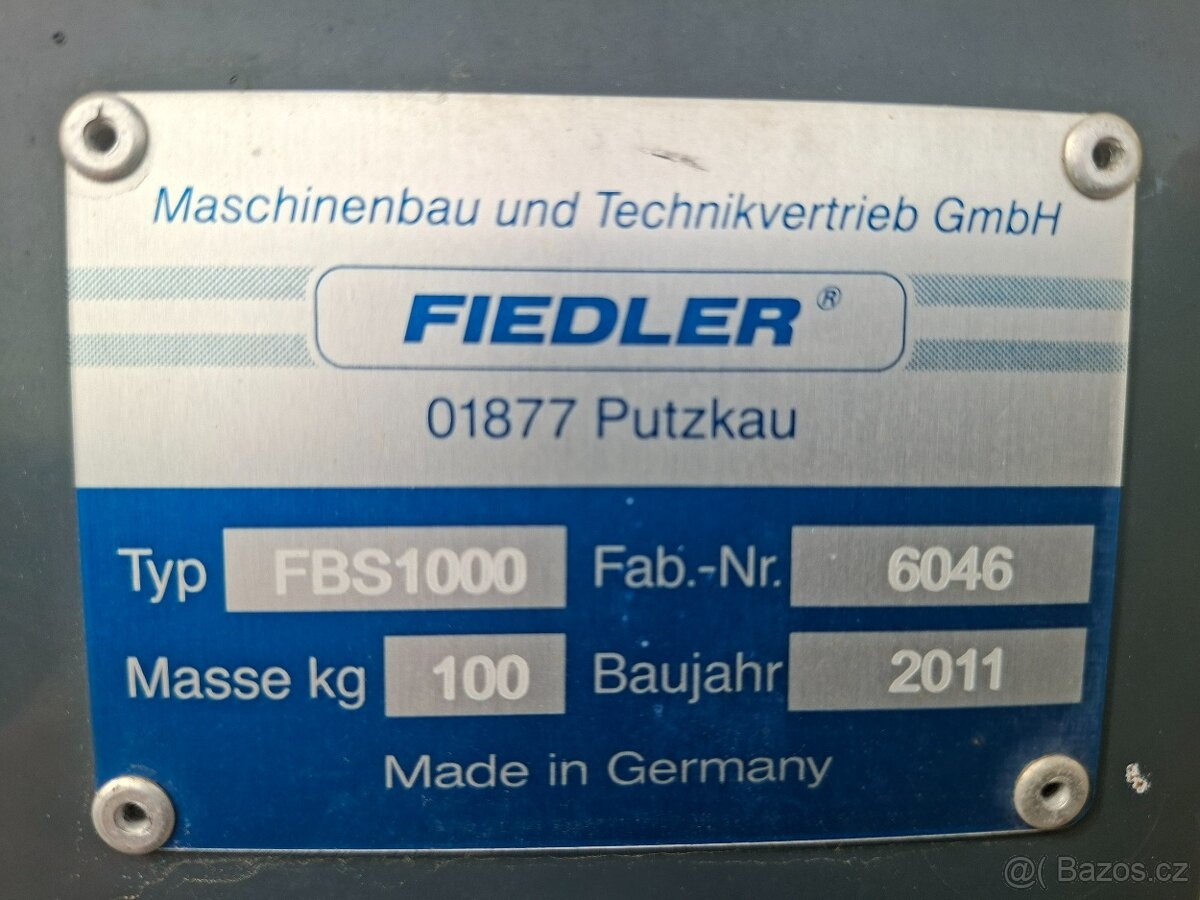 Maschinenbau und Technikvertrieb GmbH
FIEDLER®
01877 Putzkau
Typ FBS1000 Fab.-Nr. 6046
Masse kg 100 Baujahr 2011
Made in Germany
@( Bazos.cz